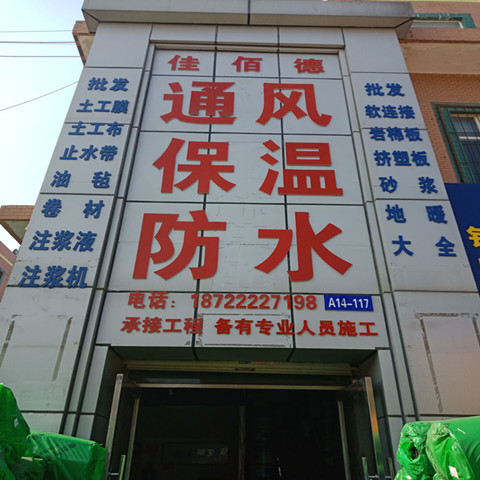 佳佰德
通风
保温
防水
电话：18722227198
A14-117
承接工程 备有专业人员施工
批发
土工膜
土工布
止水带
油毡
卷材
注浆液
注浆机
批发
软连接
岩棉板
挤塑板
砂浆
地暖
大全